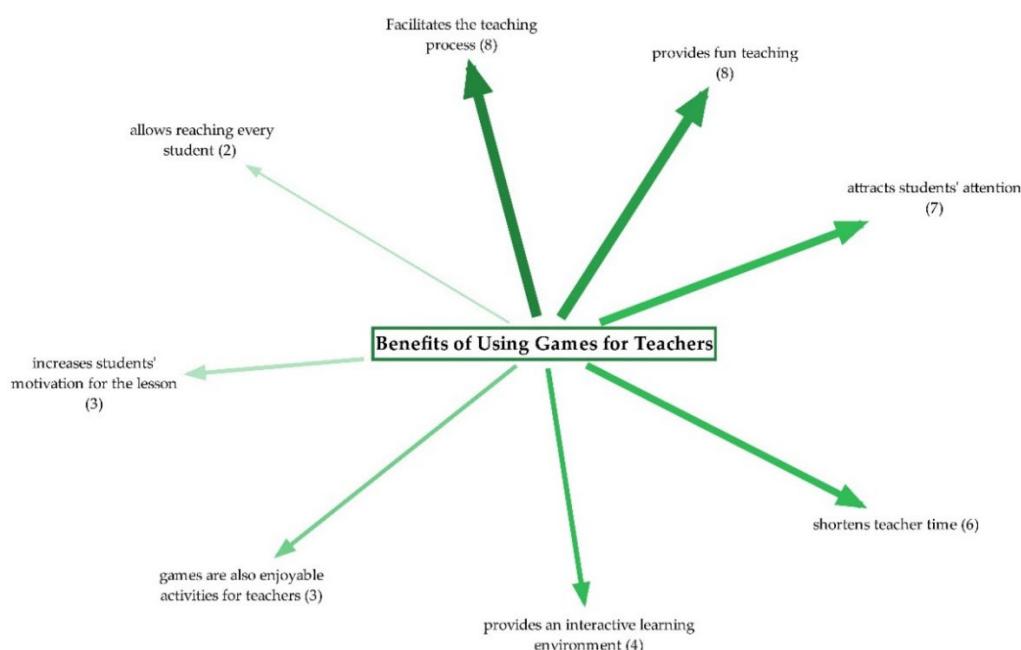 Facilitates the teaching
process (8)
provides fun teaching
(8)
allows reaching every
student (2)
attracts students' attention
(7)
Benefits of Using Games for Teachers
increases students'
motivation for the lesson
(3)
shortens teacher time (6)
games are also enjoyable
activities for teachers (3)
provides an interactive learning
environment (4)